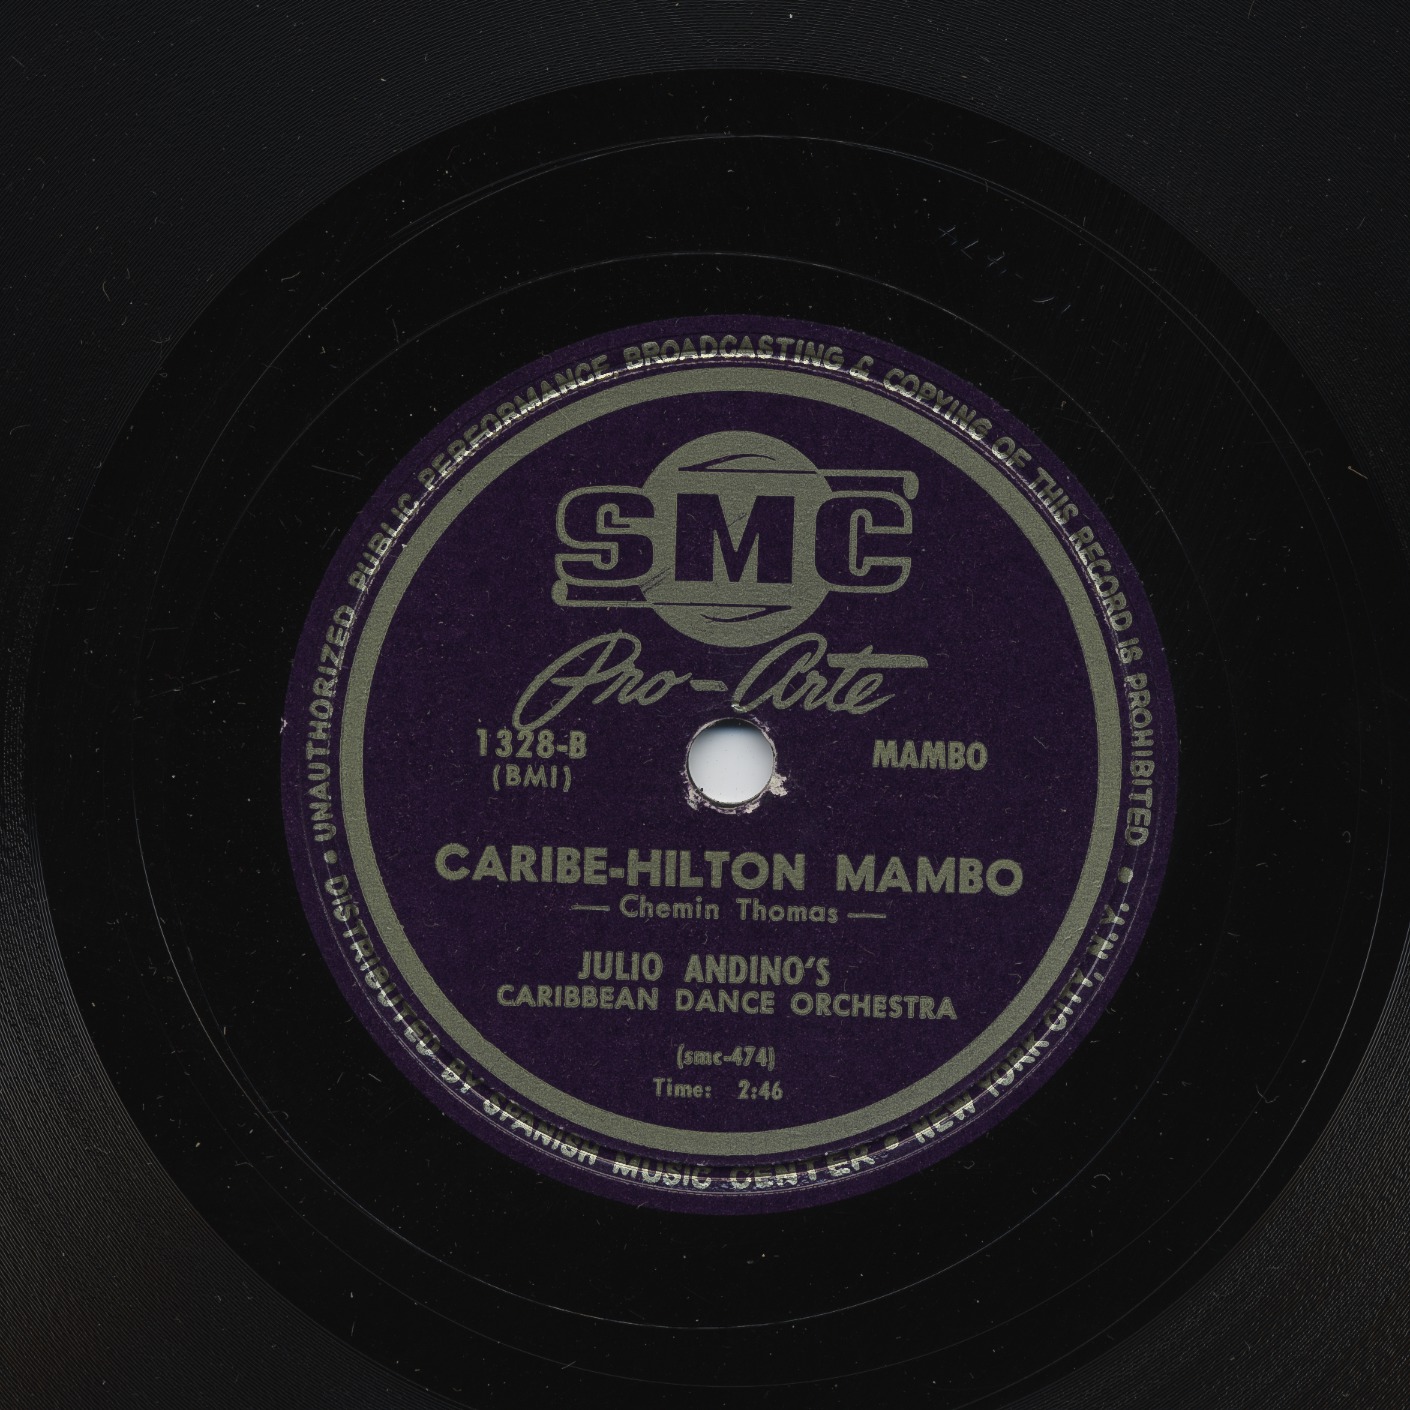 UNAUTHORIZED PUBLIC PERFORMANCE, BROADCASTING & COPYING OF THIS RECORD IS PROHIBITED
SMC
Pro-Arte
1328-B
(BMI)
MAMBO
CARIBE-HILTON MAMBO
— Chemin Thomas —
JULIO ANDINO'S
CARIBBEAN DANCE ORCHESTRA
(smc-474)
Time: 2:46
• DISTRIBUTED BY SPANISH MUSIC CENTER • NEW YORK CITY, N.Y. •